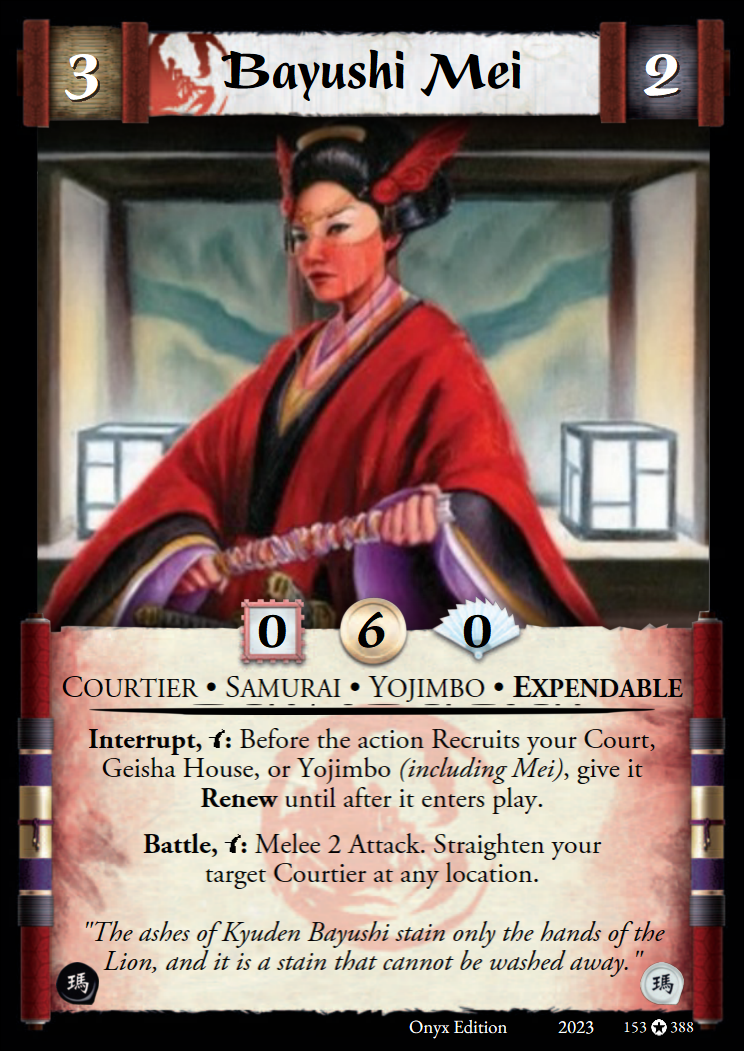 3
Bayushi Mei
2
0
6
0
COURTIER • SAMURAI • YOJIMBO • EXPENDABLE
Interrupt, : Before the action Recruits your Court,
Geisha House, or Yojimbo (including Mei), give it
Renew until after it enters play.
Battle, : Melee 2 Attack. Straighten your
target Courtier at any location.
"The ashes of Kyuden Bayushi stain only the hands of the
Lion, and it is a stain that cannot be washed away."
瑪
瑪
Onyx Edition 2023 153 388